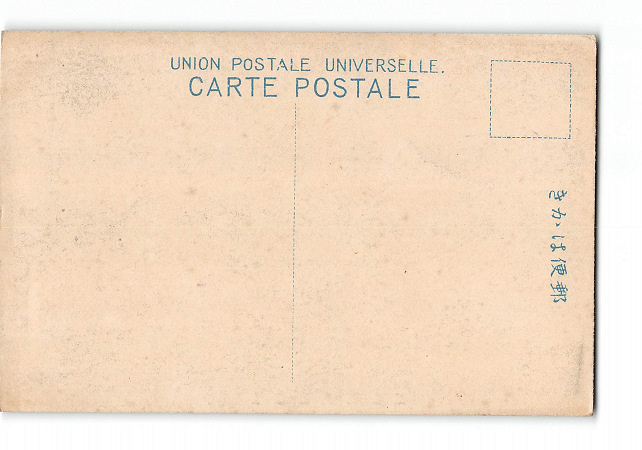 UNION POSTALE UNIVERSELLE.
CARTE POSTALE
きかは便郵